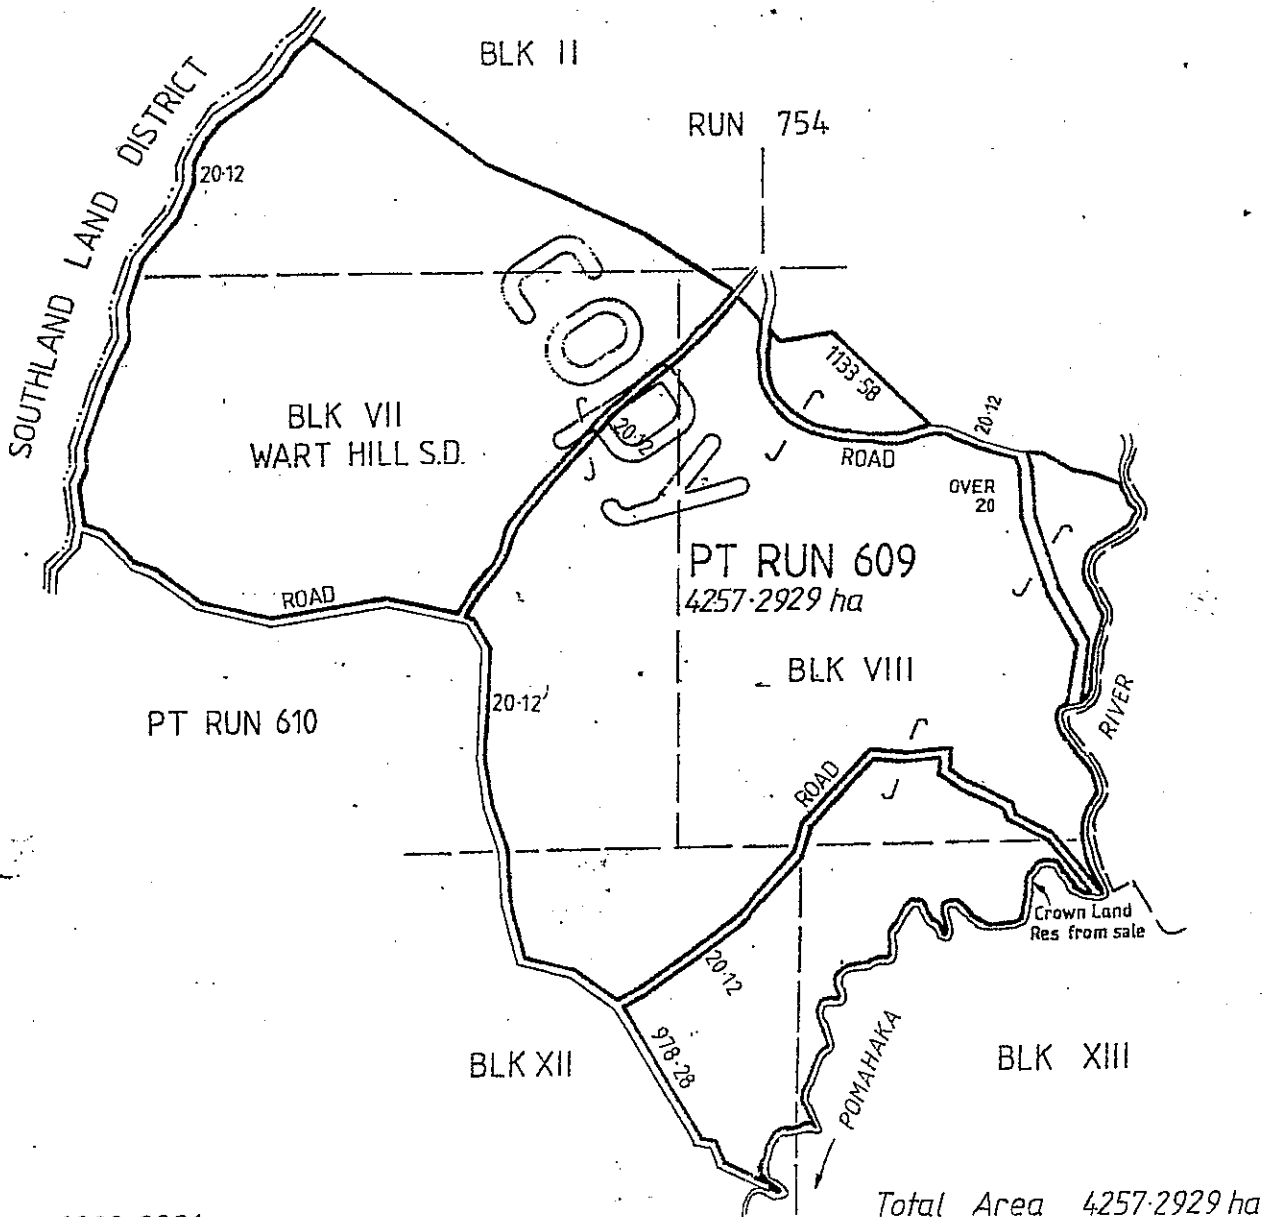 BLK II
RUN 754
SOUTHLAND LAND DISTRICT
20·12
COPY
1133·58
BLK VII
WART HILL S.D.
20·12
20·12
ROAD
OVER
20
PT RUN 609
4257·2929 ha
ROAD
BLK VIII
20·12
PT RUN 610
RIVER
ROAD
Crown Land
Res from sale
20·12
978·28
BLK XII
BLK XIII
POMAHAKA
Total Area 4257·2929 ha